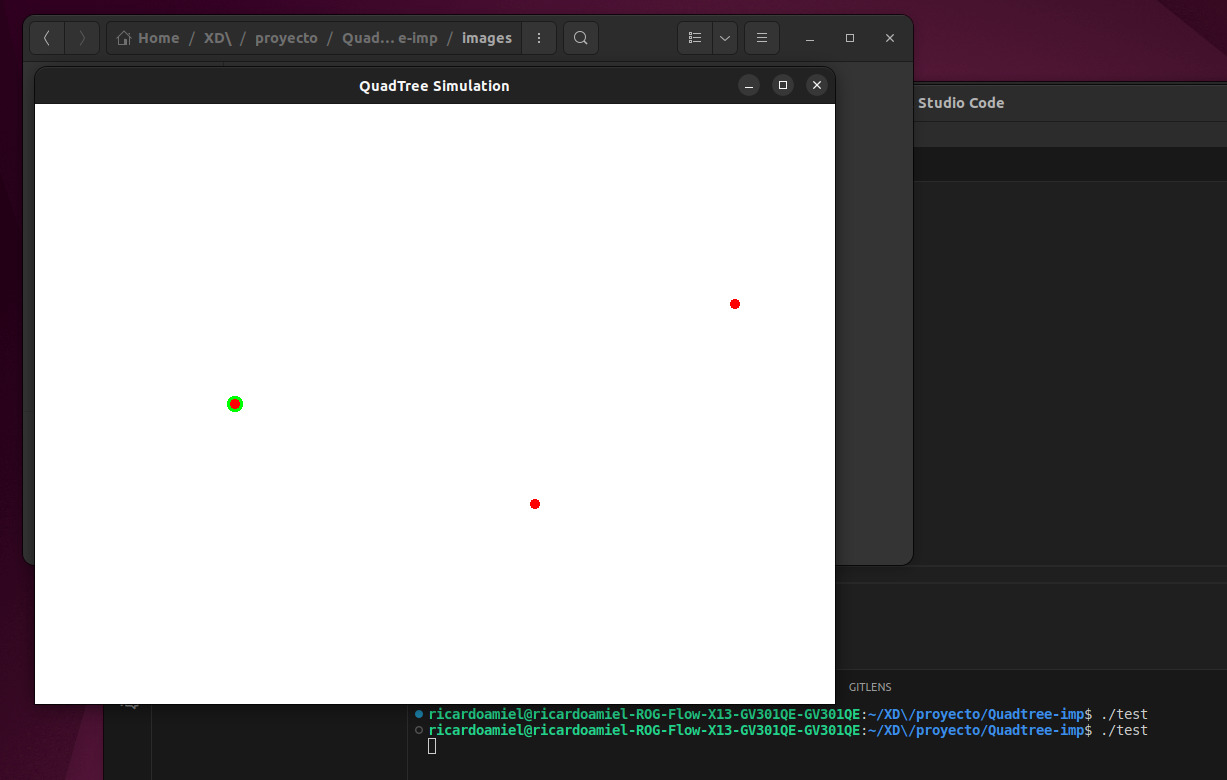 Home / XD\ / proyecto / Quad... e-imp / images
QuadTree Simulation
Studio Code
GITLENS
ricardoamiel@ricardoamiel-ROG-Flow-X13-GV301QE-GV301QE:~/XD\/proyecto/Quadtree-imp$ ./test
ricardoamiel@ricardoamiel-ROG-Flow-X13-GV301QE-GV301QE:~/XD\/proyecto/Quadtree-imp$ ./test